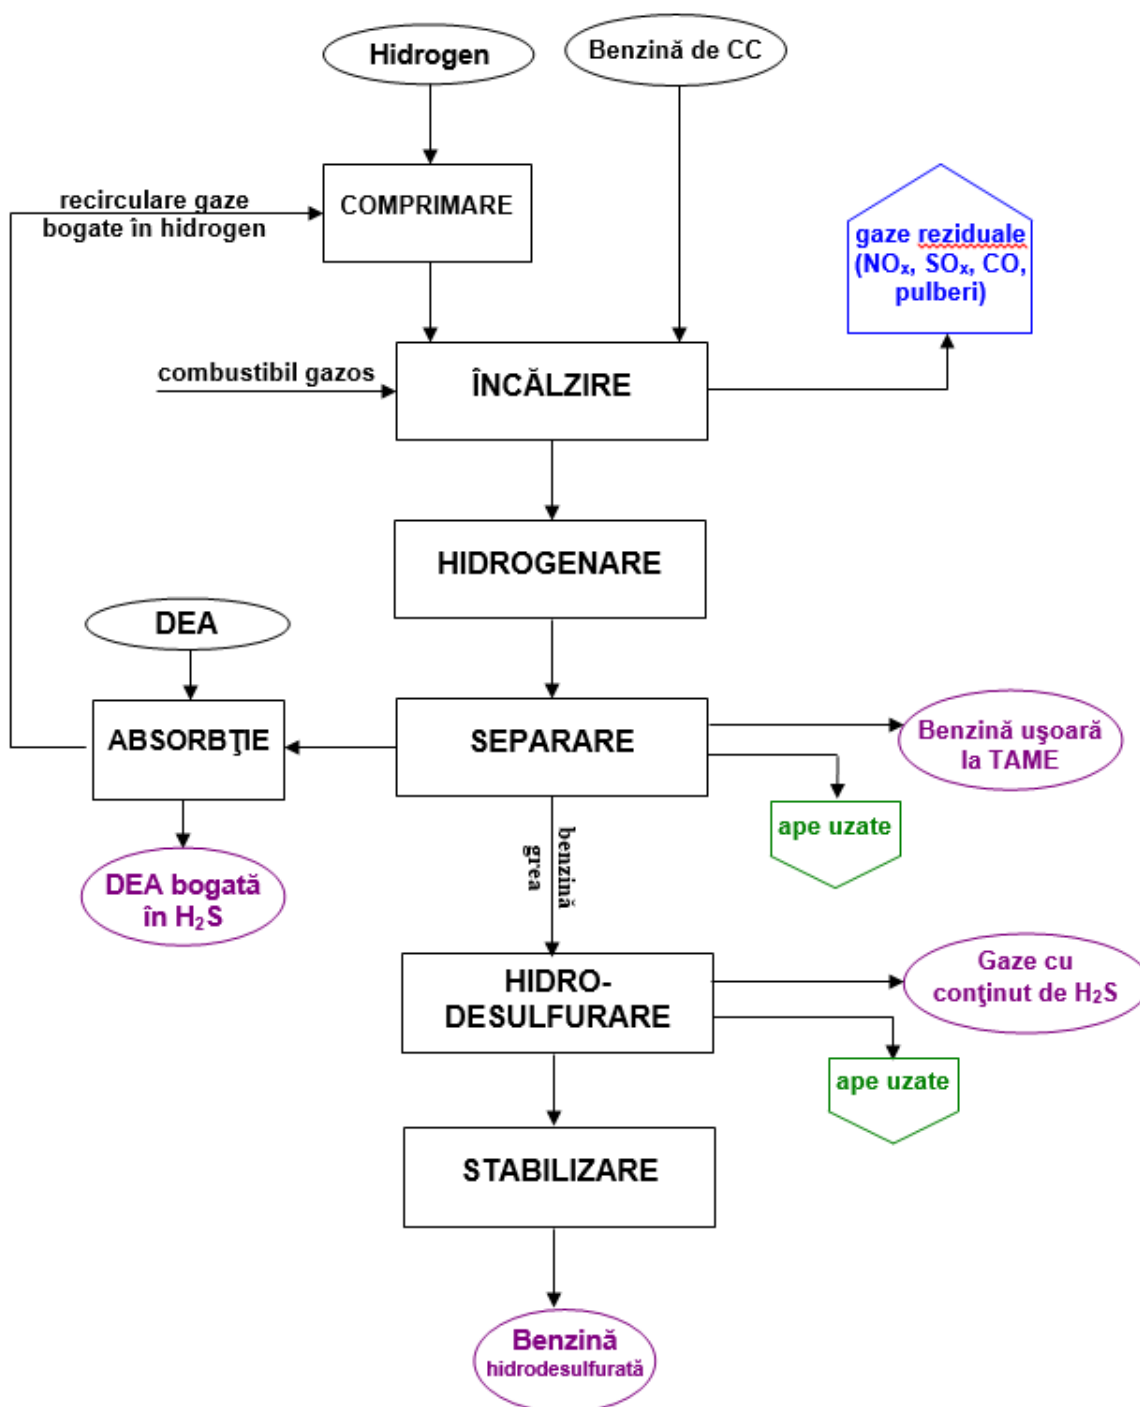 Hidrogen
Benzină de CC
COMPRIMARE
recirculare gaze
bogate în hidrogen
gaze reziduale
(NOₓ, SOₓ, CO,
pulberi)
combustibil gazos
ÎNCĂLZIRE
HIDROGENARE
DEA
ABSORBŢIE
SEPARARE
Benzină uşoară
la TAME
ape uzate
benzină
grea
DEA bogată
în H₂S
HIDRO-
DESULFURARE
Gaze cu
conţinut de H₂S
ape uzate
STABILIZARE
Benzină
hidrodesulfurată